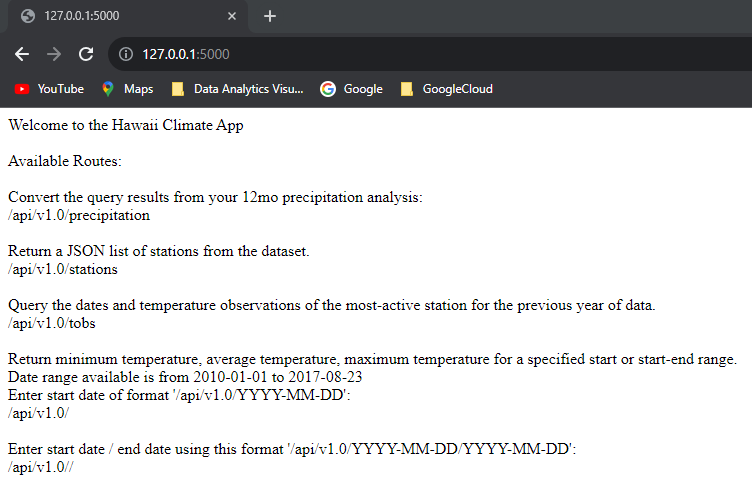 127.0.0.1:5000
127.0.0.1:5000
YouTube Maps Data Analytics Visu... Google GoogleCloud
Welcome to the Hawaii Climate App
Available Routes:
Convert the query results from your 12mo precipitation analysis:
/api/v1.0/precipitation
Return a JSON list of stations from the dataset.
/api/v1.0/stations
Query the dates and temperature observations of the most-active station for the previous year of data.
/api/v1.0/tobs
Return minimum temperature, average temperature, maximum temperature for a specified start or start-end range.
Date range available is from 2010-01-01 to 2017-08-23
Enter start date of format '/api/v1.0/YYYY-MM-DD':
/api/v1.0/
Enter start date / end date using this format '/api/v1.0/YYYY-MM-DD/YYYY-MM-DD':
/api/v1.0//